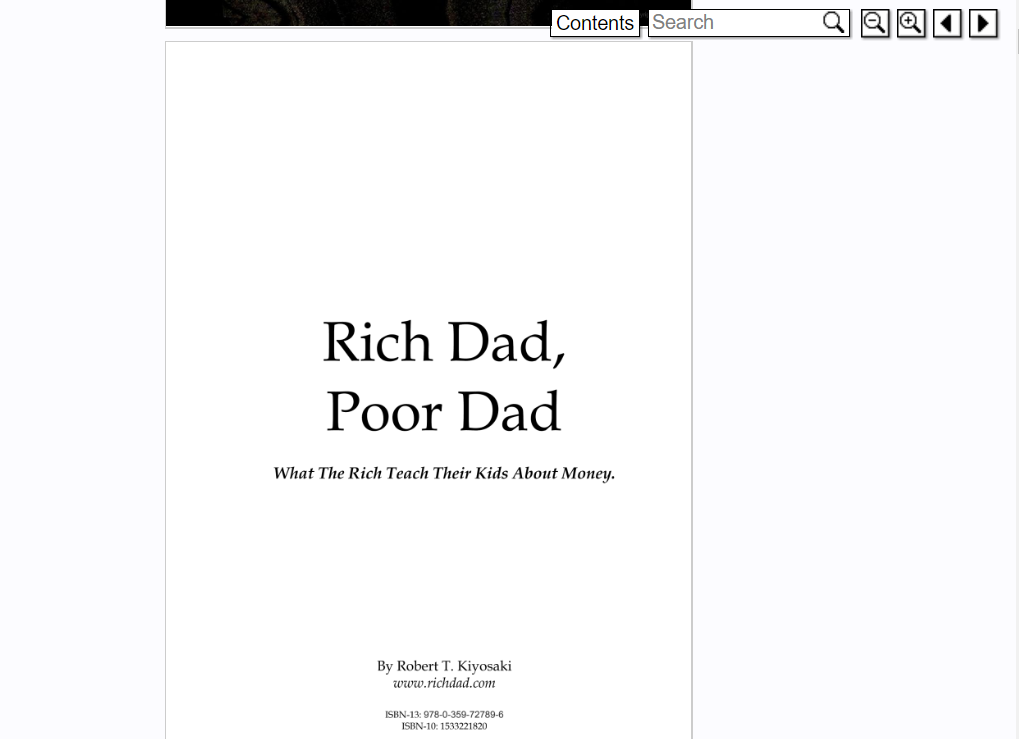 Contents
Search
Rich Dad,
Poor Dad
What The Rich Teach Their Kids About Money.
By Robert T. Kiyosaki
www.richdad.com
ISBN-13: 978-0-359-72789-6
ISBN-10: 1533221820